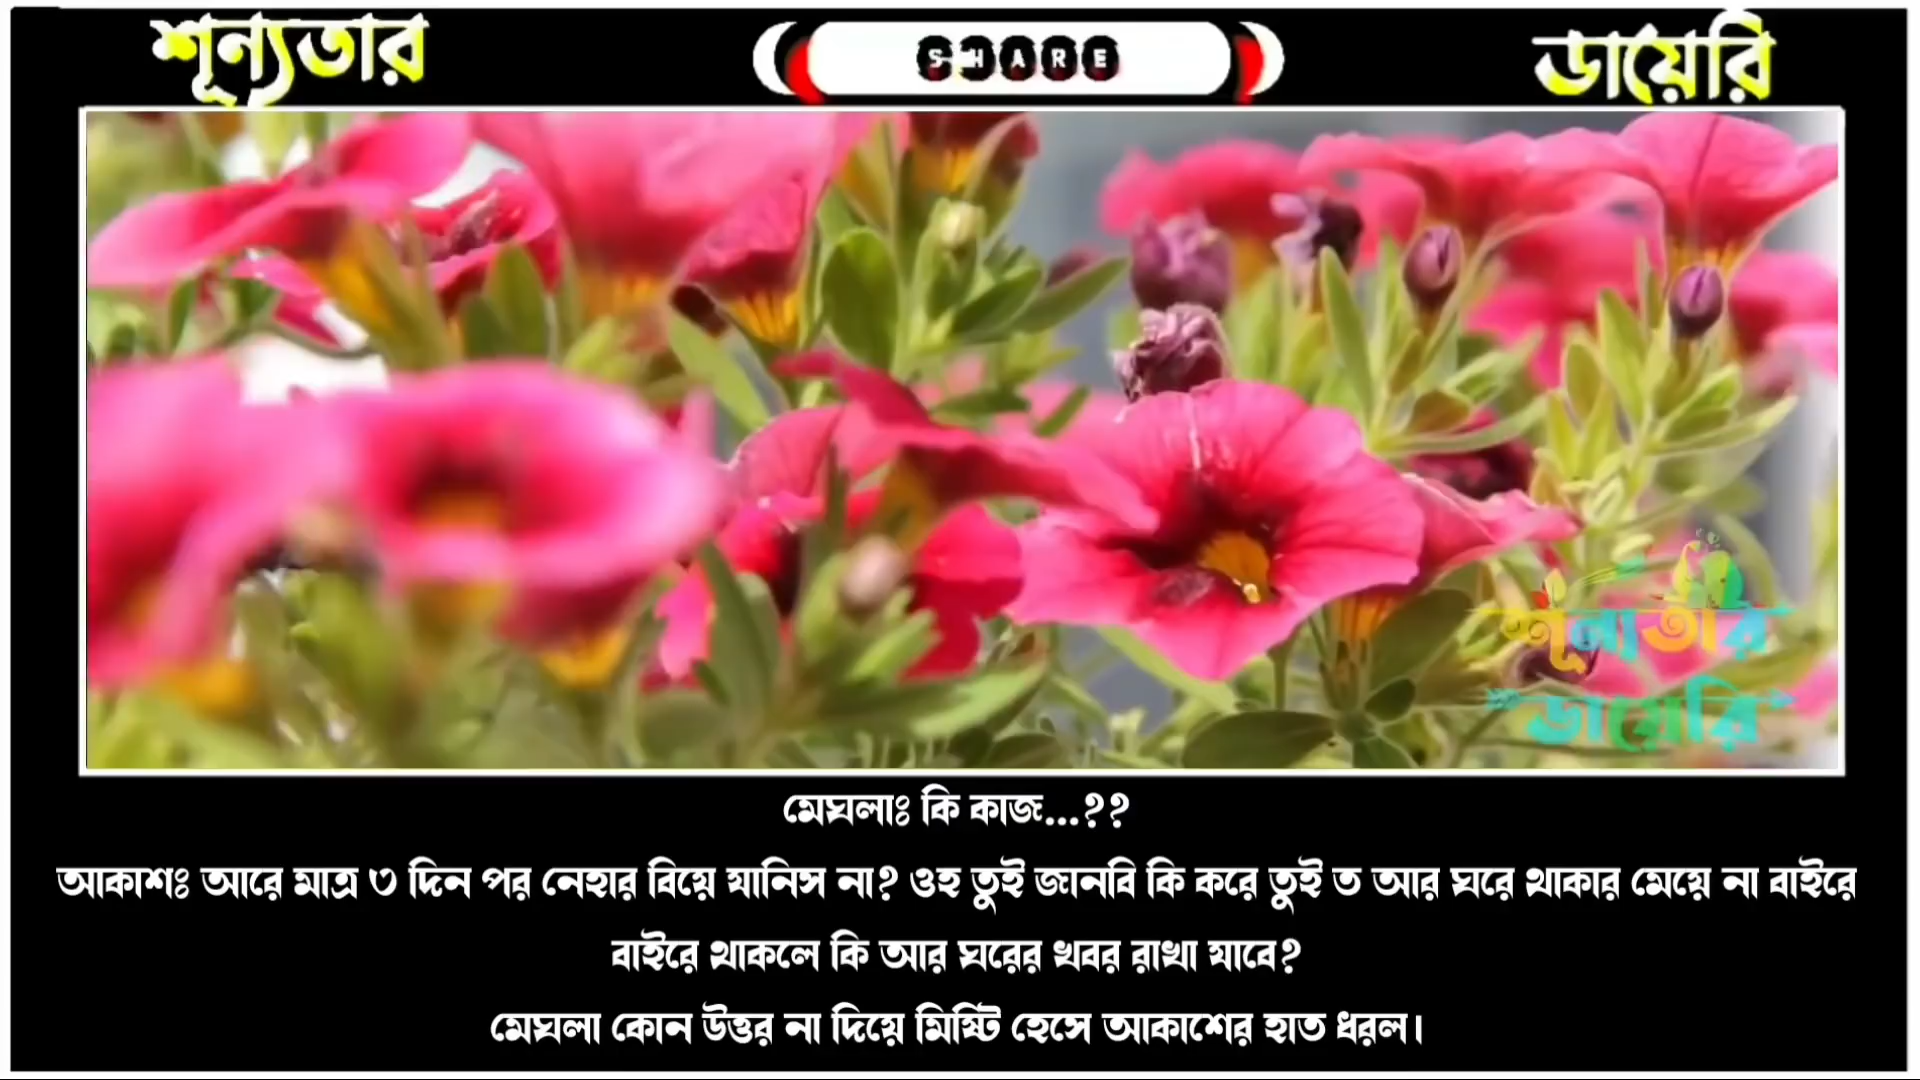 শূন্যতার
SHARE
ডায়েরি
শূন্যতার
ডায়েরি
মেঘলাঃ কি কাজ...??
আকাশঃ আরে মাত্র ৩ দিন পর নেহার বিয়ে যানিস না? ওহ তুই জানবি কি করে তুই ত আর ঘরে থাকার মেয়ে না বাইরে
বাইরে থাকলে কি আর ঘরের খবর রাখা যাবে?
মেঘলা কোন উত্তর না দিয়ে মিষ্টি হেসে আকাশের হাত ধরল।